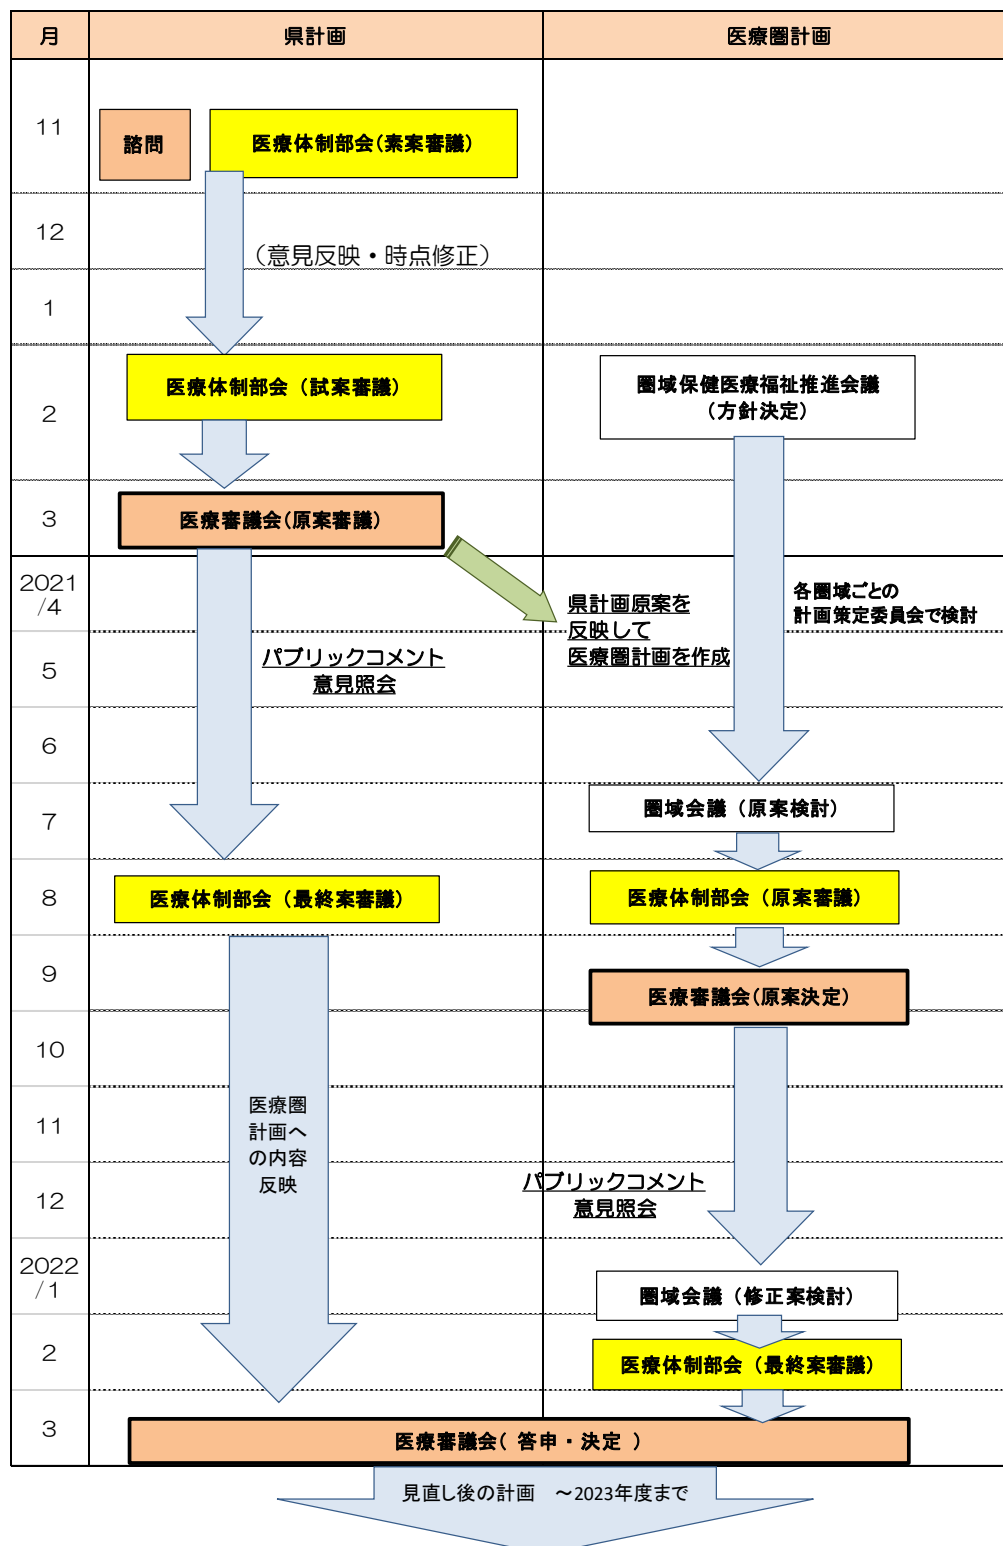 月
県計画
医療圏計画
11
諮問
医療体制部会(素案審議)
12
（意見反映・時点修正）
1
2
医療体制部会（試案審議）
圏域保健医療福祉推進会議
（方針決定）
3
医療審議会(原案審議)
2021
/4
県計画原案を
反映して
医療圏計画を作成
各圏域ごとの
計画策定委員会で検討
5
パブリックコメント
意見照会
6
7
圏域会議（原案検討）
8
医療体制部会（最終案審議）
医療体制部会（原案審議）
9
医療審議会(原案決定)
10
11
医療圏
計画へ
の内容
反映
12
パブリックコメント
意見照会
2022
/1
圏域会議（修正案検討）
2
医療体制部会（最終案審議）
3
医療審議会( 答申・決定 )
見直し後の計画　～2023年度まで